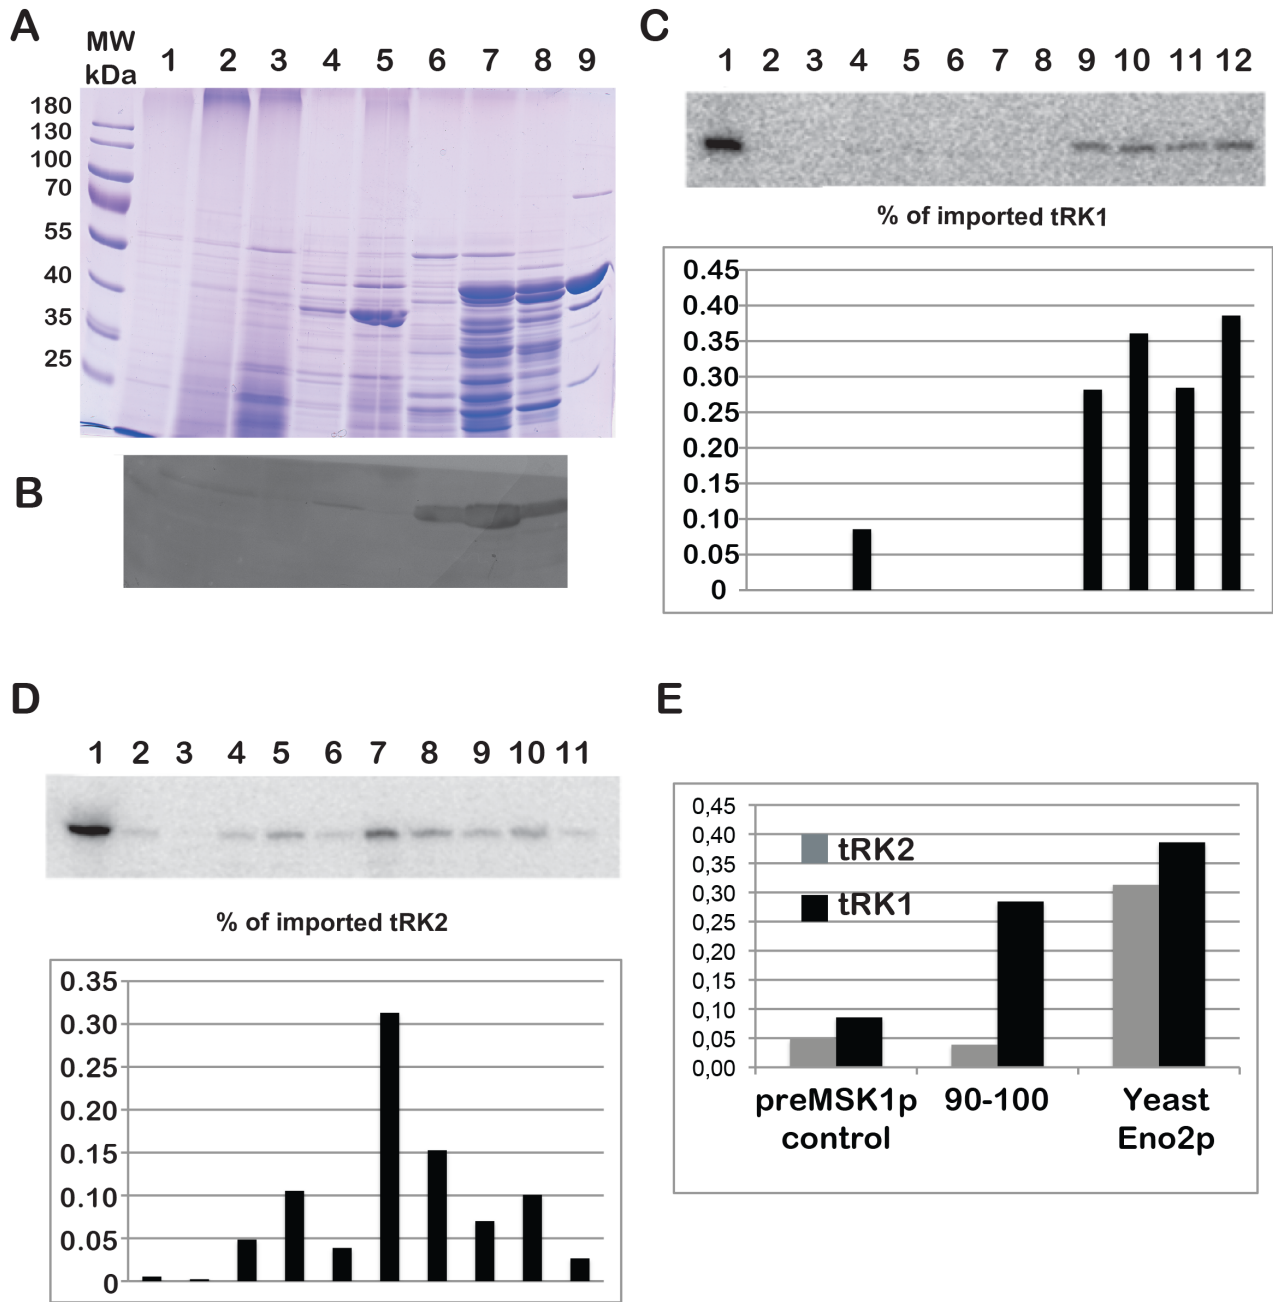 A
MW
kDa
1 2 3 4 5 6 7 8 9
180
130
100
70
55
40
35
25
B
C
1 2 3 4 5 6 7 8 9 10 11 12
% of imported tRK1
0.45
0.40
0.35
0.30
0.25
0.20
0.15
0.10
0.05
0
D
1 2 3 4 5 6 7 8 9 10 11
% of imported tRK2
0.35
0.30
0.25
0.20
0.15
0.10
0.05
0
E
0,45
0,40
0,35
0,30
0,25
0,20
0,15
0,10
0,05
0,00
tRK2
tRK1
preMSK1p
control
90-100
Yeast
Eno2p